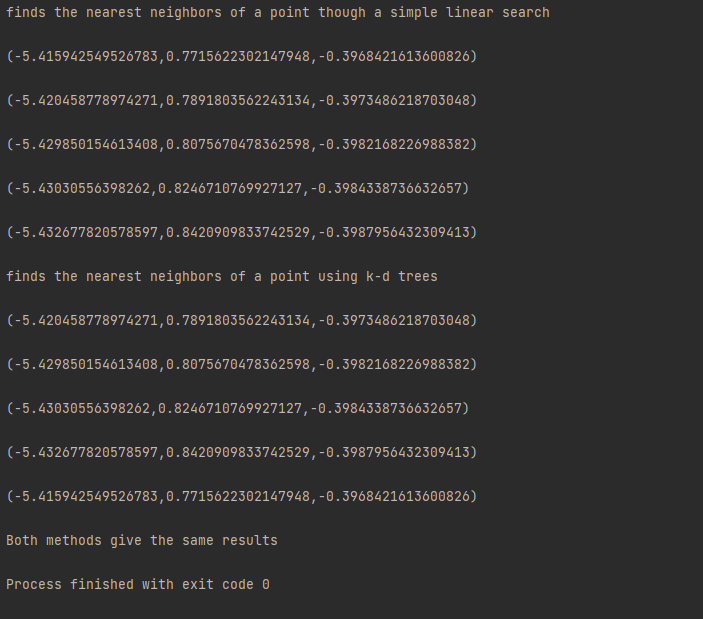 finds the nearest neighbors of a point though a simple linear search
(-5.415942549526783,0.7715622302147948,-0.3968421613600826)
(-5.420458778974271,0.7891803562243134,-0.3973486218703048)
(-5.429850154613408,0.8075670478362598,-0.3982168226988382)
(-5.43030556398262,0.8246710769927127,-0.3984338736632657)
(-5.432677820578597,0.8420909833742529,-0.3987956432309413)
finds the nearest neighbors of a point using k-d trees
(-5.420458778974271,0.7891803562243134,-0.3973486218703048)
(-5.429850154613408,0.8075670478362598,-0.3982168226988382)
(-5.43030556398262,0.8246710769927127,-0.3984338736632657)
(-5.432677820578597,0.8420909833742529,-0.3987956432309413)
(-5.415942549526783,0.7715622302147948,-0.3968421613600826)
Both methods give the same results
Process finished with exit code 0